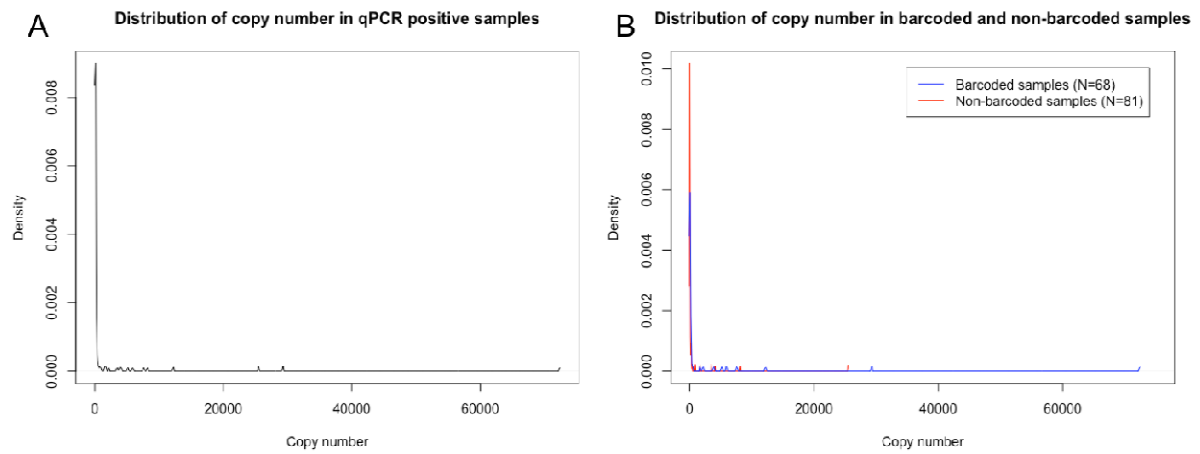 A
Distribution of copy number in qPCR positive samples
Density
0.000
0.002
0.004
0.006
0.008
0
20000
40000
60000
Copy number
B
Distribution of copy number in barcoded and non-barcoded samples
Barcoded samples (N=68)
Non-barcoded samples (N=81)
Density
0.000
0.002
0.004
0.006
0.008
0.010
0
20000
40000
60000
Copy number